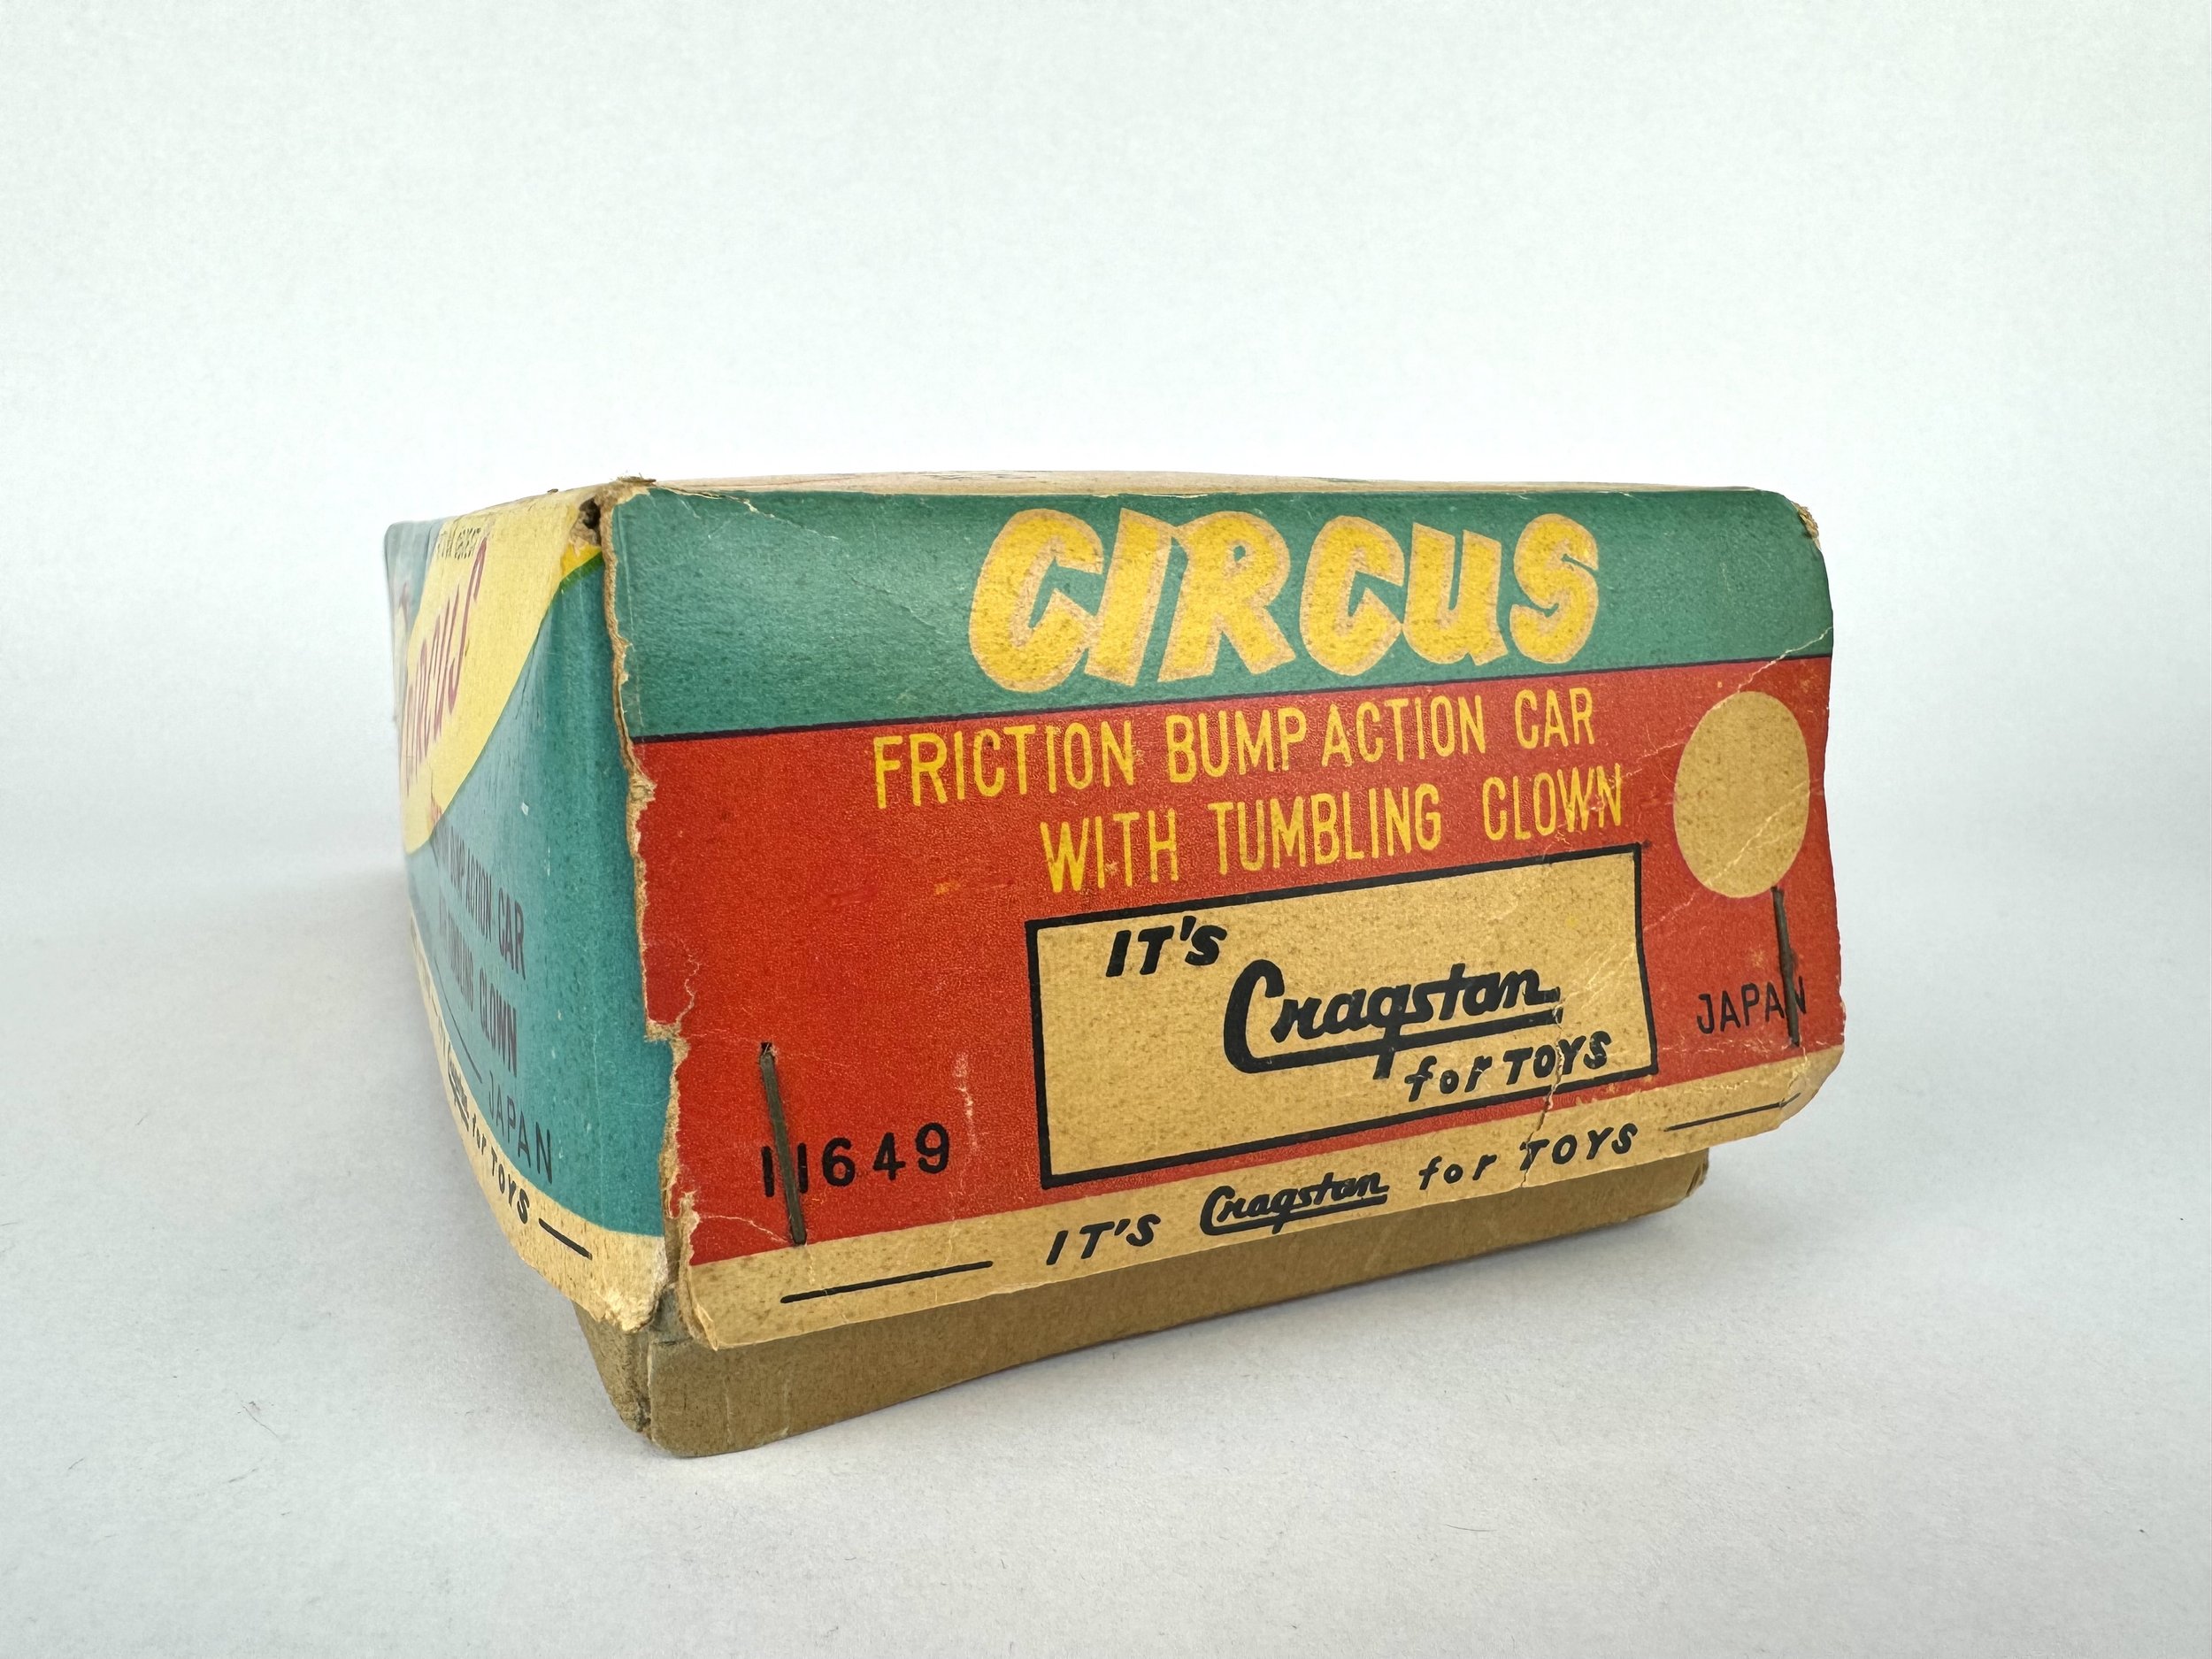 CIRCUS
FRICTION BUMP ACTION CAR
WITH TUMBLING CLOWN
IT'S
Cragstan
for TOYS
JAPAN
11649
IT'S Cragstan for TOYS
CIRCUS
BUMP ACTION CAR
TUMBLING CLOWN
JAPAN
for TOYS